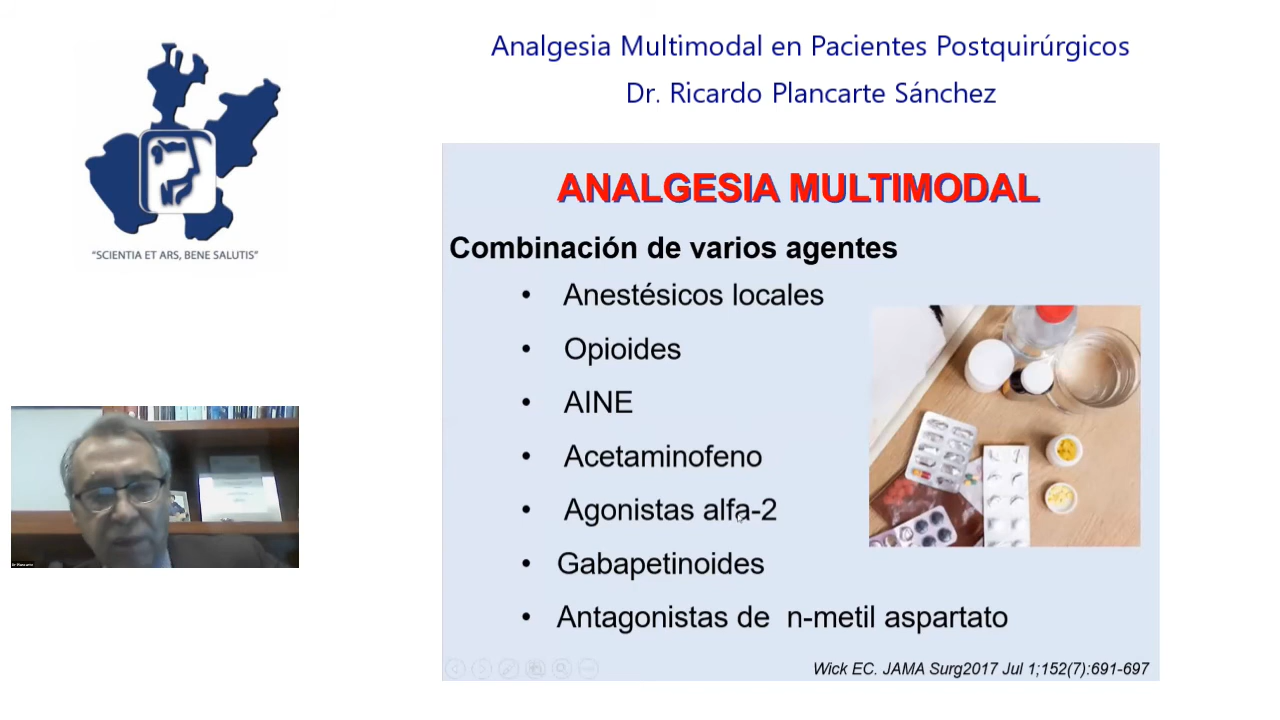 Analgesia Multimodal en Pacientes Postquirúrgicos
Dr. Ricardo Plancarte Sánchez
"SCIENTIA ET ARS, BENE SALUTIS"
ANALGESIA MULTIMODAL
Combinación de varios agentes
• Anestésicos locales
• Opioides
• AINE
• Acetaminofeno
• Agonistas alfa-2
• Gabapetinoides
• Antagonistas de n-metil aspartato
Wick EC. JAMA Surg2017 Jul 1;152(7):691-697
Dr Plancarte